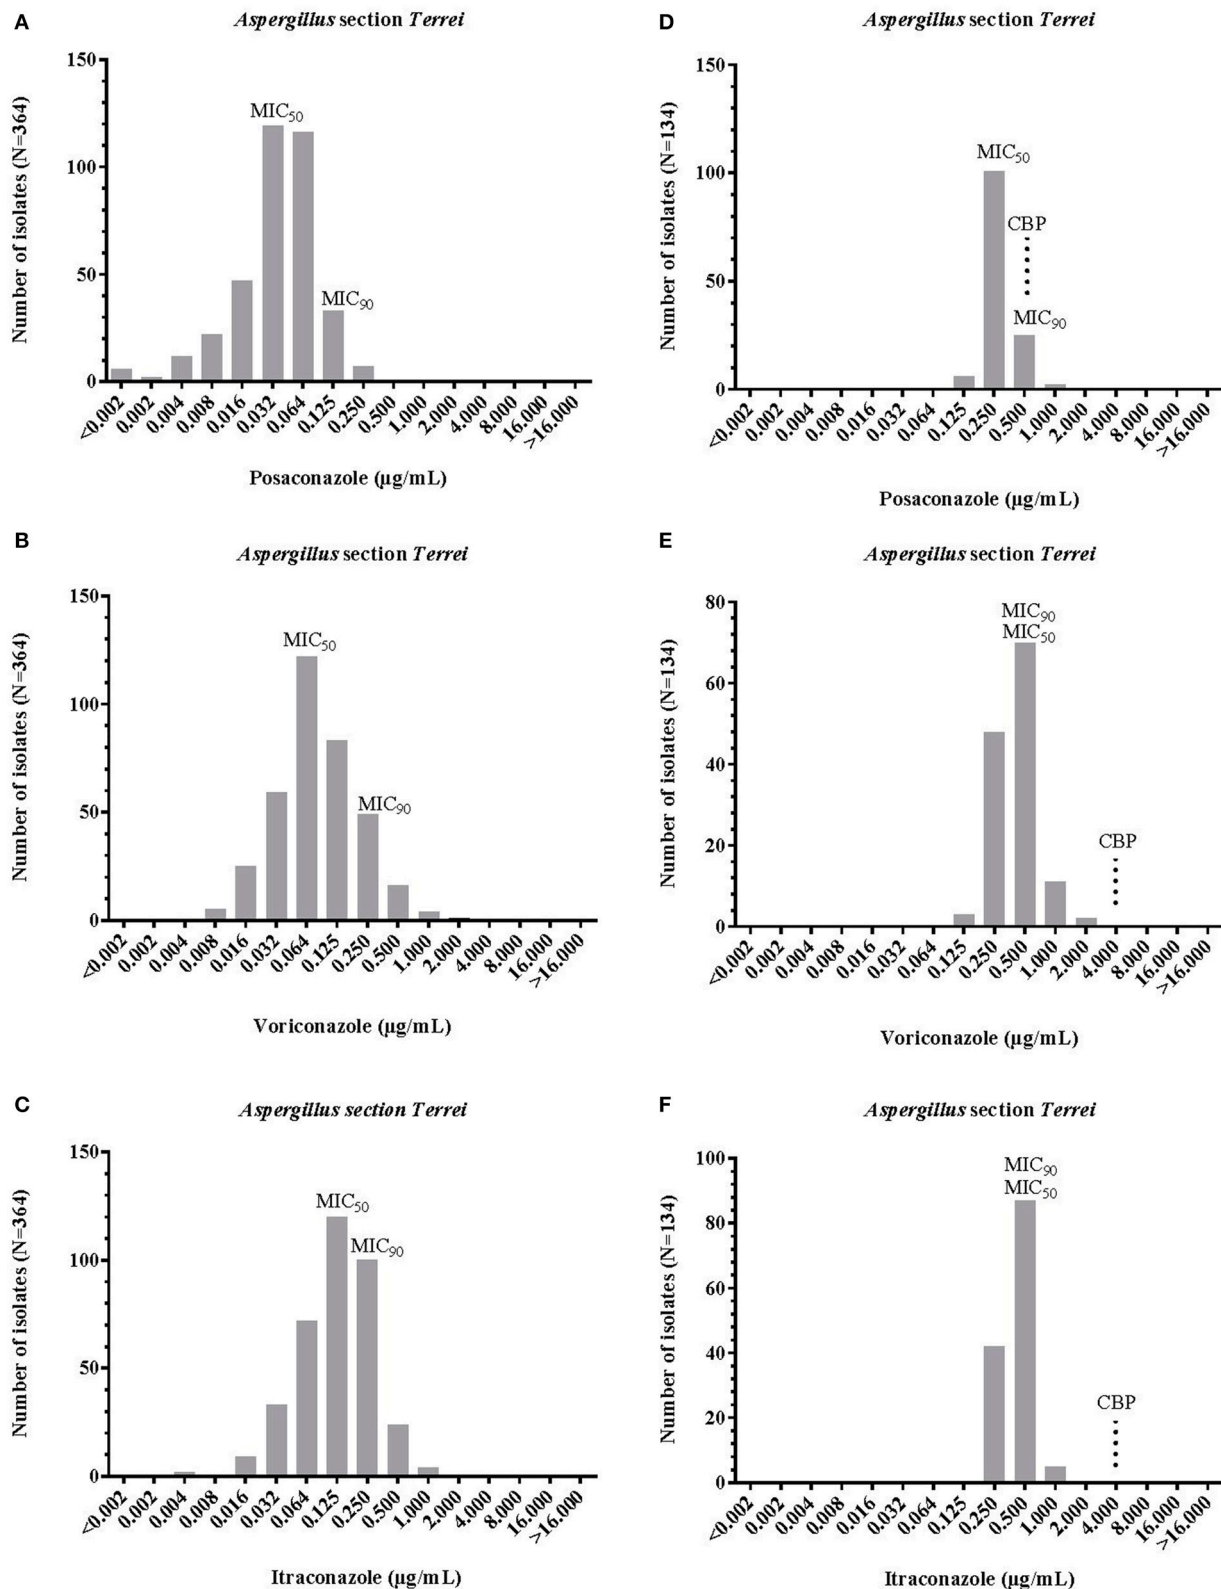 A
Aspergillus section Terrei
Number of isolates (N=364)
150
100
50
0
MIC50
MIC90
<0.002 0.002 0.004 0.008 0.016 0.032 0.064 0.125 0.250 0.500 1.000 2.000 4.000 8.000 16.000 >16.000
Posaconazole (µg/mL)
D
Aspergillus section Terrei
Number of isolates (N=134)
150
100
50
0
MIC50
CBP
MIC90
<0.002 0.002 0.004 0.008 0.016 0.032 0.064 0.125 0.250 0.500 1.000 2.000 4.000 8.000 16.000 >16.000
Posaconazole (µg/mL)
B
Aspergillus section Terrei
Number of isolates (N=364)
150
100
50
0
MIC50
MIC90
<0.002 0.002 0.004 0.008 0.016 0.032 0.064 0.125 0.250 0.500 1.000 2.000 4.000 8.000 16.000 >16.000
Voriconazole (µg/mL)
E
Aspergillus section Terrei
Number of isolates (N=134)
80
60
40
20
0
MIC90
MIC50
CBP
<0.002 0.002 0.004 0.008 0.016 0.032 0.064 0.125 0.250 0.500 1.000 2.000 4.000 8.000 16.000 >16.000
Voriconazole (µg/mL)
C
Aspergillus section Terrei
Number of isolates (N=364)
150
100
50
0
MIC50
MIC90
<0.002 0.002 0.004 0.008 0.016 0.032 0.064 0.125 0.250 0.500 1.000 2.000 4.000 8.000 16.000 >16.000
Itraconazole (µg/mL)
F
Aspergillus section Terrei
Number of isolates (N=134)
100
80
60
40
20
0
MIC90
MIC50
CBP
<0.002 0.002 0.004 0.008 0.016 0.032 0.064 0.125 0.250 0.500 1.000 2.000 4.000 8.000 16.000 >16.000
Itraconazole (µg/mL)